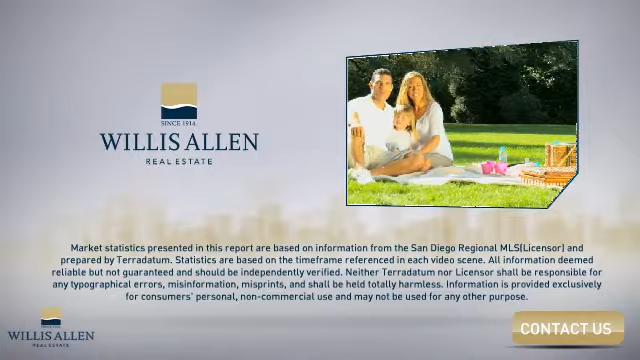 SINCE 1914
WILLIS ALLEN
REAL ESTATE
Market statistics presented in this report are based on information from the San Diego Regional MLS(Licensor) and
prepared by Terradatum. Statistics are based on the timeframe referenced in each video scene. All information deemed
reliable but not guaranteed and should be independently verified. Neither Terradatum nor Licensor shall be responsible for
any typographical errors, misinformation, misprints, and shall be held totally harmless. Information is provided exclusively
for consumers' personal, non-commercial use and may not be used for any other purpose.
WILLIS ALLEN
REAL ESTATE
CONTACT US